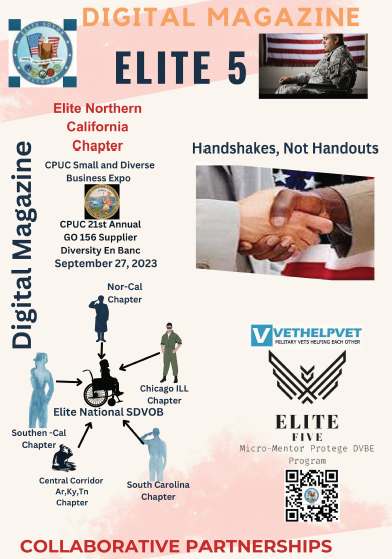 DIGITAL MAGAZINE
ELITE 5
Elite Northern
California
Chapter
CPUC Small and Diverse
Business Expo
CPUC 21st Annual
GO 156 Supplier
Diversity En Banc
September 27, 2023
Digital Magazine
Handshakes, Not Handouts
Nor-Cal
Chapter
Chicago ILL
Chapter
Elite National SDVOB
Southen -Cal
Chapter
Central Corridor
Ar,Ky,Tn
Chapter
South Carolina
Chapter
V VETHELPVET
MILITARY VETS HELPING EACH OTHER
ELITE
FIVE
Micro-Mentor Protege DVBE
Program
COLLABORATIVE PARTNERSHIPS